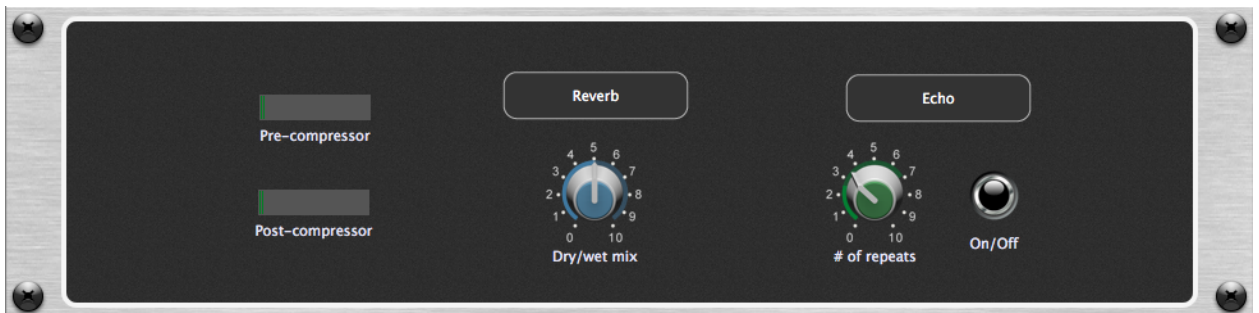 Pre-compressor
Post-compressor
Reverb
5
4 6
3 7
2 8
1 9
0 10
Dry/wet mix
Echo
5
4 6
3 7
2 8
1 9
0 10
# of repeats
On/Off